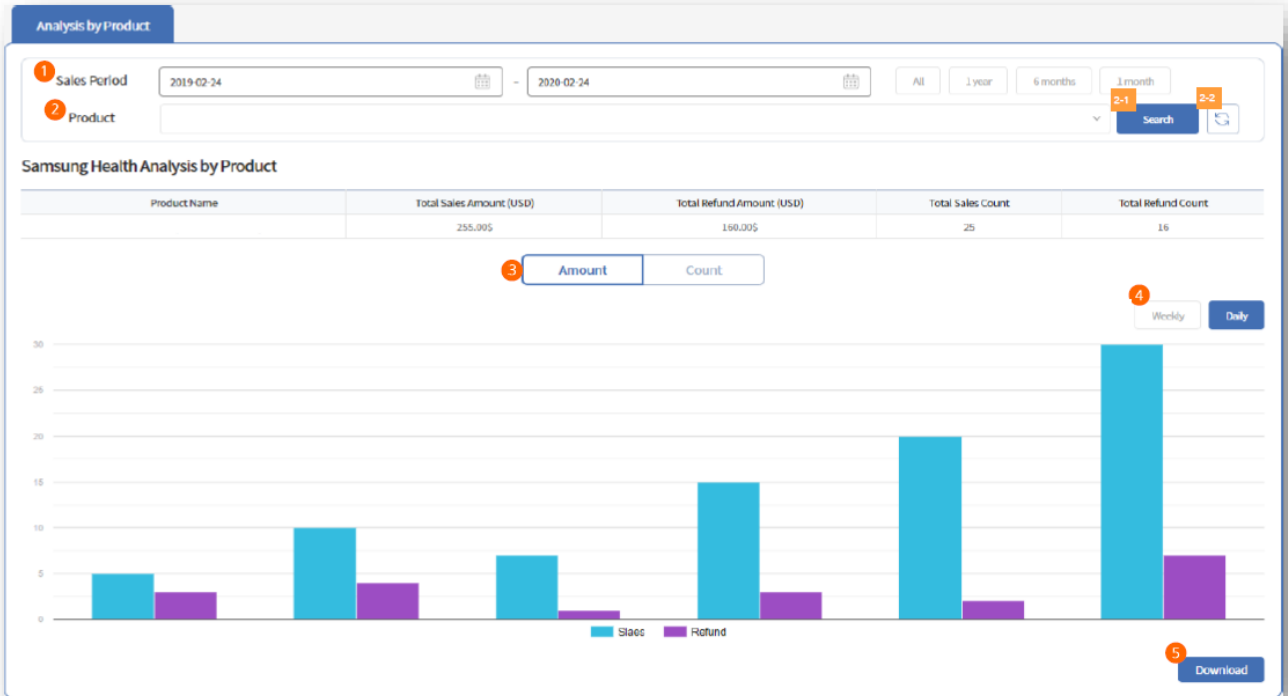 Analysis by Product
1 Sales Period 2019-02-24 - 2020-02-24 All 1 year 6 months 1 month
2 Product 2-1 Search 2-2
Samsung Health Analysis by Product
Product Name Total Sales Amount (USD) Total Refund Amount (USD) Total Sales Count Total Refund Count
255.00$ 160.00$ 25 16
3 Amount Count
4 Weekly Daily
30
25
20
15
10
5
0
Slaes Refund
5 Download